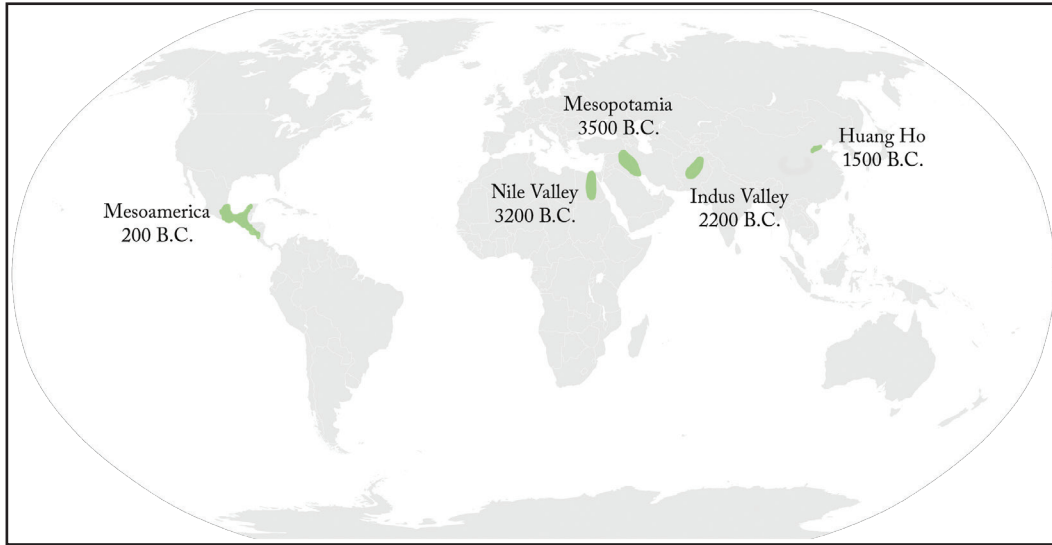 Mesopotamia
3500 B.C.
Huang Ho
1500 B.C.
Nile Valley
3200 B.C.
Indus Valley
2200 B.C.
Mesoamerica
200 B.C.